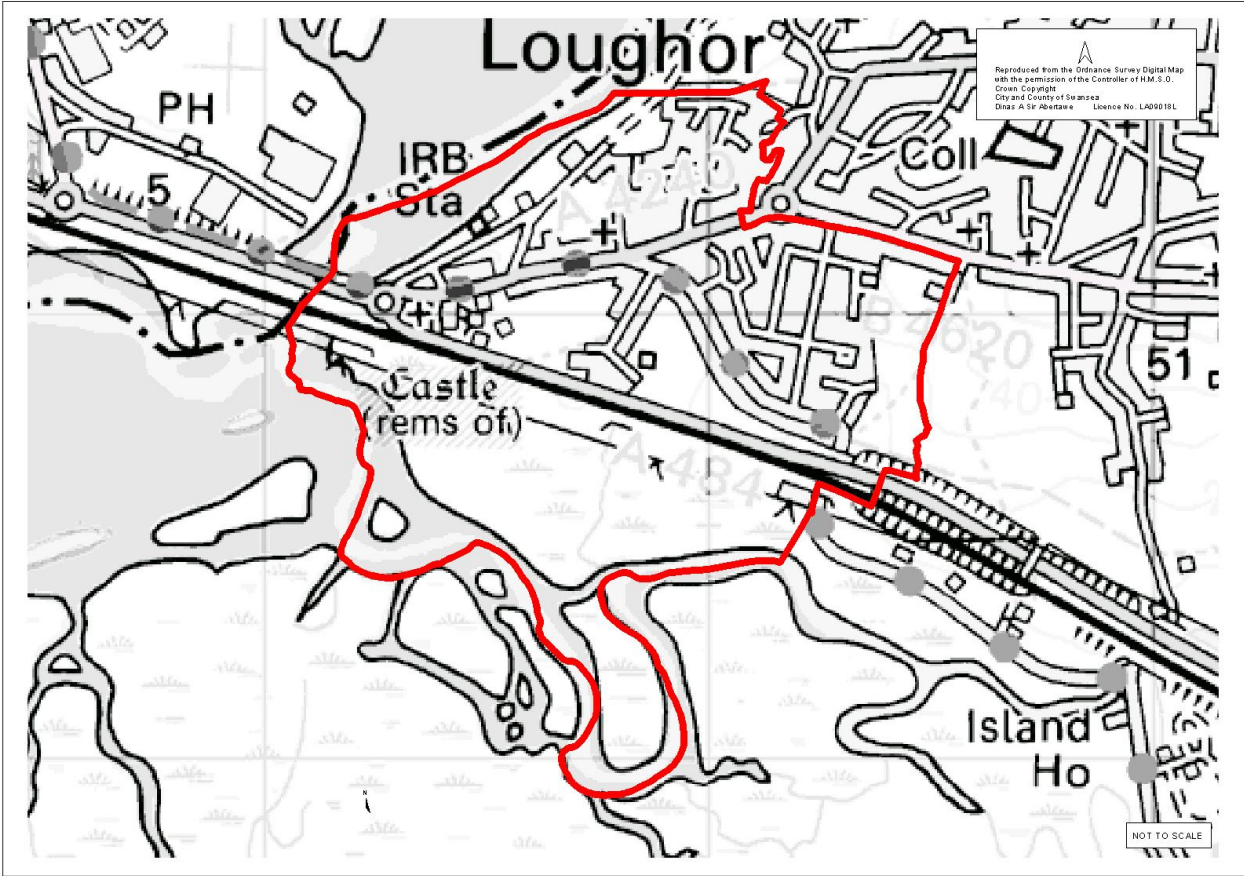 Loughor
Reproduced from the Ordnance Survey Digital Map
with the permission of the Controller of H.M.S.O.
Crown Copyright
City and County of Swansea
Dinas A Sir Abertawe Licence No. LA09018L
PH
IRB
Sta
Coll
A 4240
5
B 4620
51
40
Castle
(rems of)
A 484
Island
Ho
N
NOT TO SCALE